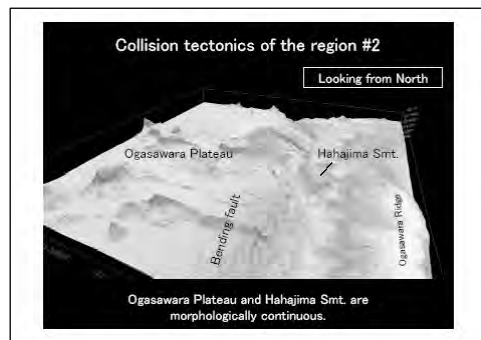 Collision tectonics of the region #2
Looking from North
Ogasawara Plateau
Hahajima Smt.
Bending fault
Ogasawara Ridge
Ogasawara Plateau and Hahajima Smt. are
morphologically continuous.